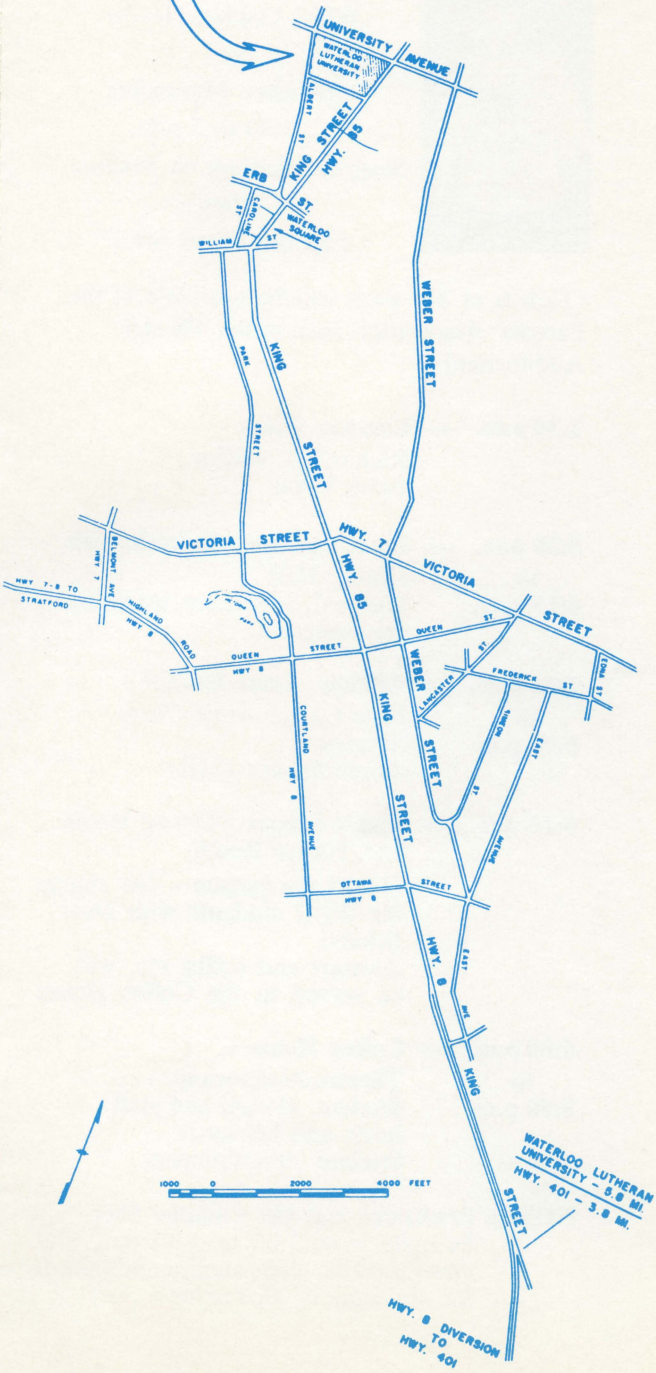 UNIVERSITY AVENUE
WATERLOO
LUTHERAN
UNIVERSITY
ALBERT ST
KING STREET
HWY. 85
ERB ST.
CAROLINE ST
WATERLOO
SQUARE
WILLIAM ST
WEBER STREET
KING STREET
PARK STREET
VICTORIA STREET
HWY. 7
VICTORIA STREET
BELMONT AVE
HWY 7
HWY 7-8 TO
STRATFORD
HIGHLAND ROAD
HWY 8
HWY. 85
PARK
QUEEN STREET
HWY 8
QUEEN ST
LANCASTER ST
FREDERICK ST
EDNA ST
WEBER STREET
KING STREET
SIMEON ST
EAST AVENUE
COURTLAND AVENUE
HWY 8
OTTAWA STREET
HWY 8
HWY. 8
EAST AVE
KING STREET
1000 0 2000 4000 FEET
WATERLOO LUTHERAN
UNIVERSITY - 5.8 MI.
HWY. 401 - 3.8 MI.
HWY. 8 DIVERSION
TO
HWY. 401